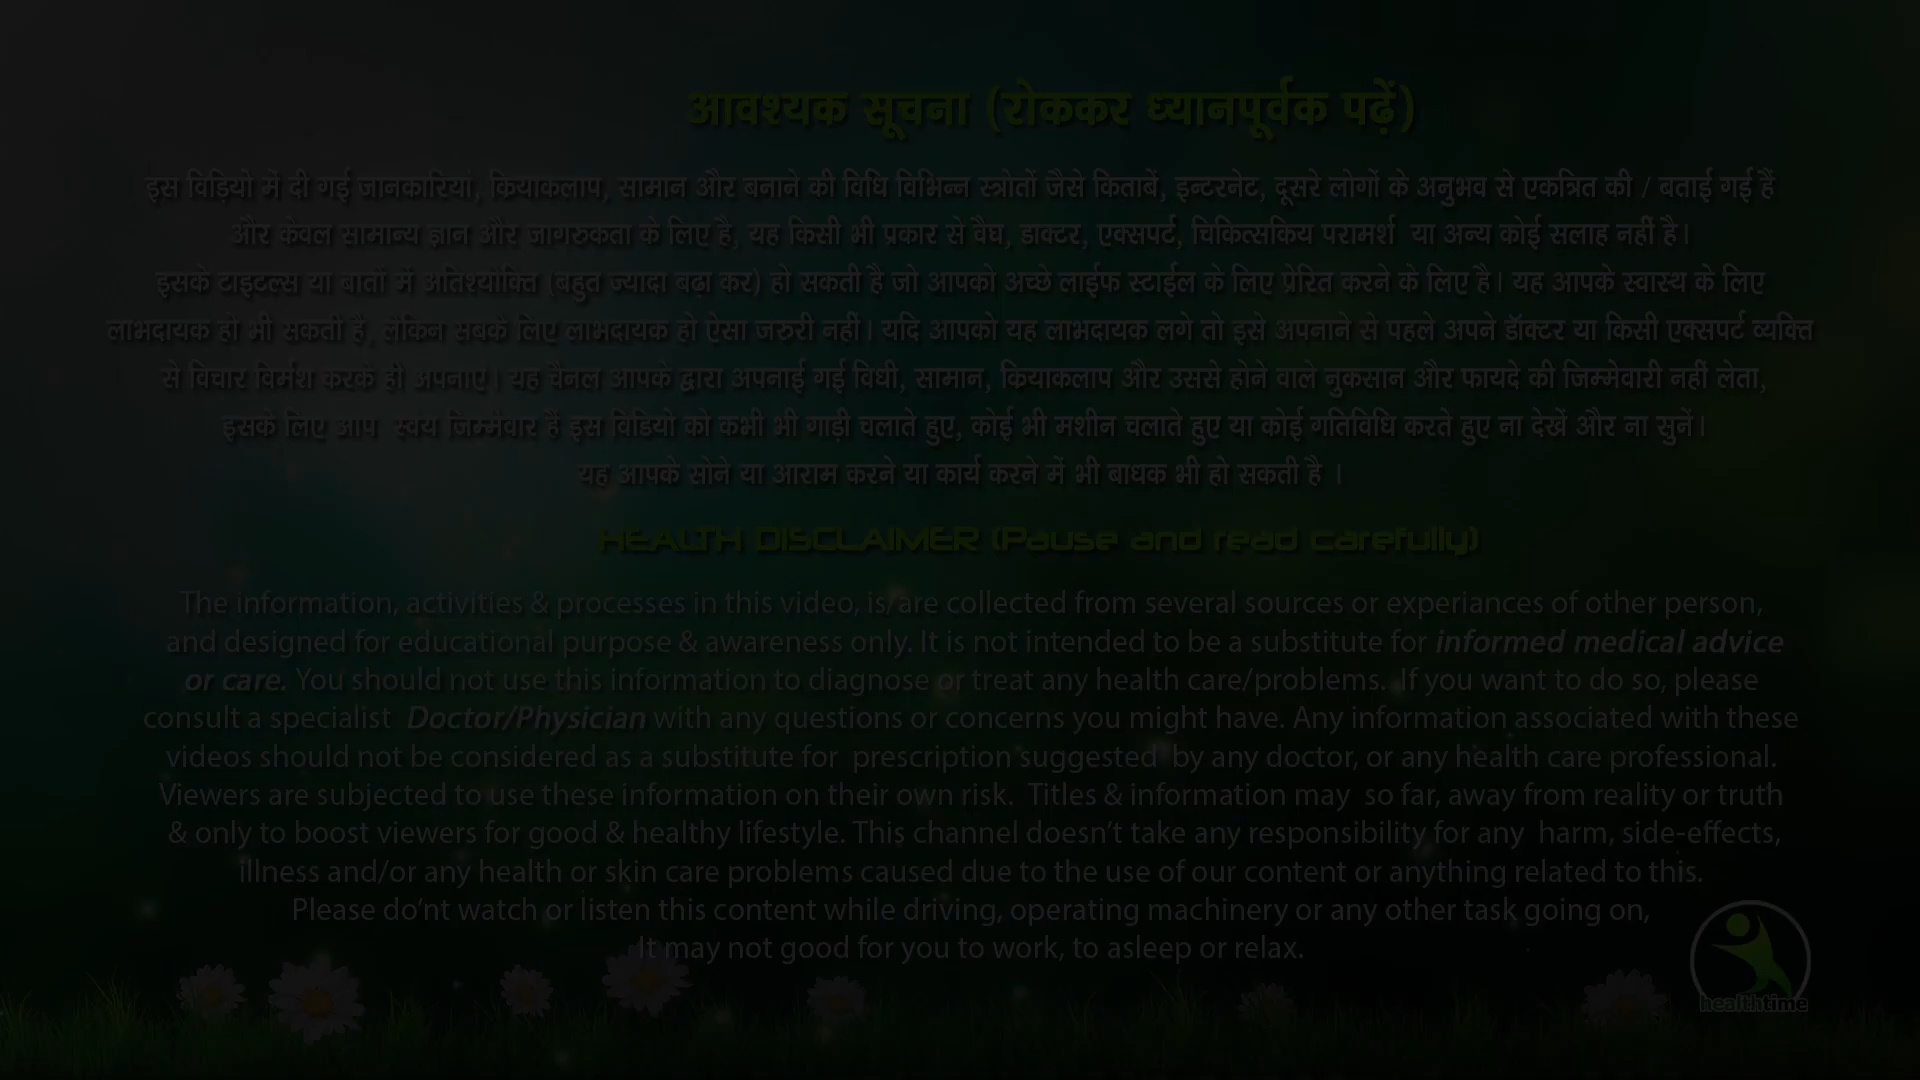 आवश्यक सूचना (रोककर ध्यानपूर्वक पढ़ें)
इस विडियो में दी गई जानकारियां, कियाकलाप, सामान और बनाने की विधि विभिन्न स्त्रोतों जैसे किताबें, इन्टरनेट, दूसरे लोगों के अनुभव से एकत्रित की / बताई गई हैं
और केवल सामान्य ज्ञान और जागरुकता के लिए है, यह किसी भी प्रकार से वैघ, डाक्टर, एक्सपर्ट, चिकित्सकिय परामर्श या अन्य कोई सलाह नहीं है।
इसके टाइटल्स या बातों में अतिश्योक्ति (बहुत ज्यादा बढ़ा कर) हो सकती है जो आपको अच्छे लाईफ स्टाईल के लिए प्रेरित करने के लिए है। यह आपके स्वास्थ के लिए
लाभदायक हो भी सकती है, लेकिन सबके लिए लाभदायक हो ऐसा जरुरी नहीं। यदि आपको यह लाभदायक लगे तो इसे अपनाने से पहले अपने डॉक्टर या किसी एक्सपर्ट व्यक्ति
से विचार विर्मश करके ही अपनाए। यह चैनल आपके द्वारा अपनाई गई विधी, सामान, कियाकलाप और उससे होने वाले नुकसान और फायदे की जिम्मेवारी नहीं लेता,
इसके लिए आप स्वयं जिम्मेवार हैं इस विडियो को कभी भी गाड़ी चलाते हुए, कोई भी मशीन चलाते हुए या कोई गतिविधि करते हुए ना देखें और ना सुनें।
यह आपके सोने या आराम करने या कार्य करने में भी बाधक भी हो सकती है ।
HEALTH DISCLAIMER (Pause and read carefully)
The information, activities & processes in this video, is/are collected from several sources or experiances of other person,
and designed for educational purpose & awareness only. It is not intended to be a substitute for informed medical advice
or care. You should not use this information to diagnose or treat any health care/problems. If you want to do so, please
consult a specialist Doctor/Physician with any questions or concerns you might have. Any information associated with these
videos should not be considered as a substitute for prescription suggested by any doctor, or any health care professional.
Viewers are subjected to use these information on their own risk. Titles & information may so far, away from reality or truth
& only to boost viewers for good & healthy lifestyle. This channel doesn't take any responsibility for any harm, side-effects,
illness and/or any health or skin care problems caused due to the use of our content or anything related to this.
Please do'nt watch or listen this content while driving, operating machinery or any other task going on,
It may not good for you to work, to asleep or relax.
healthtime